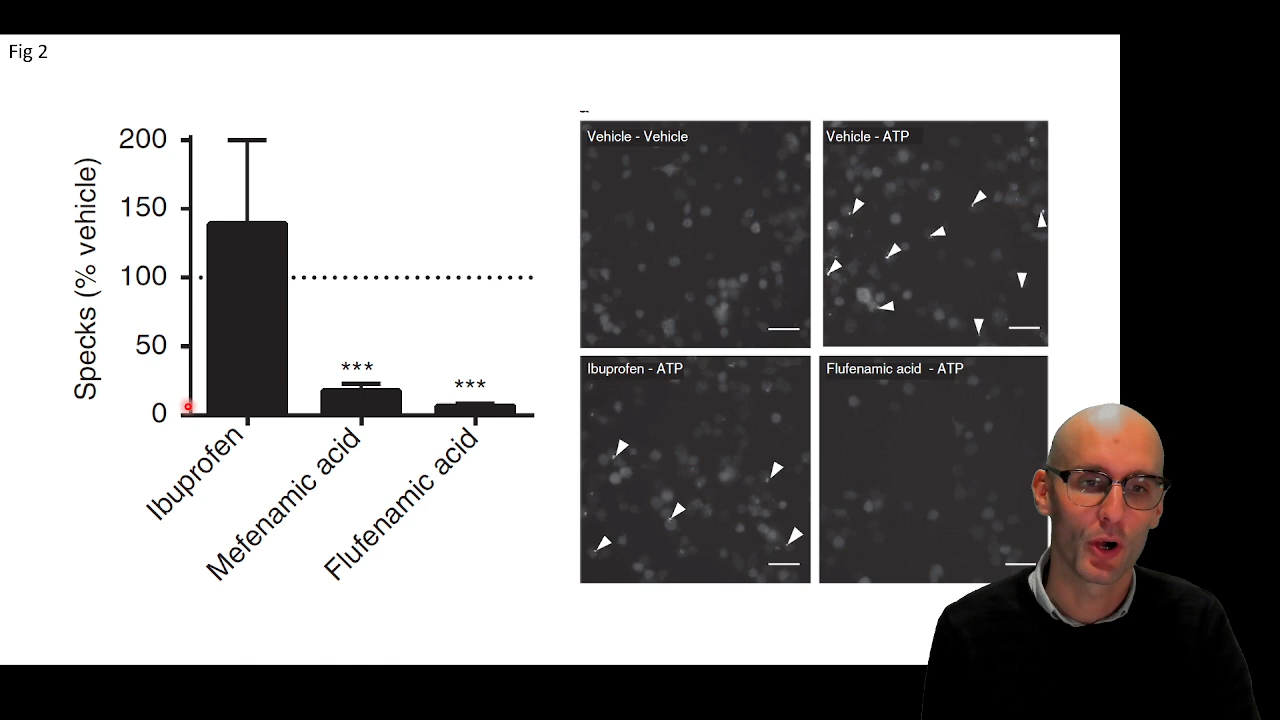 Fig 2
Specks (% vehicle)
200
150
100
50
0
***
***
Ibuprofen
Mefenamic acid
Flufenamic acid
Vehicle - Vehicle
Vehicle - ATP
Ibuprofen - ATP
Flufenamic acid - ATP